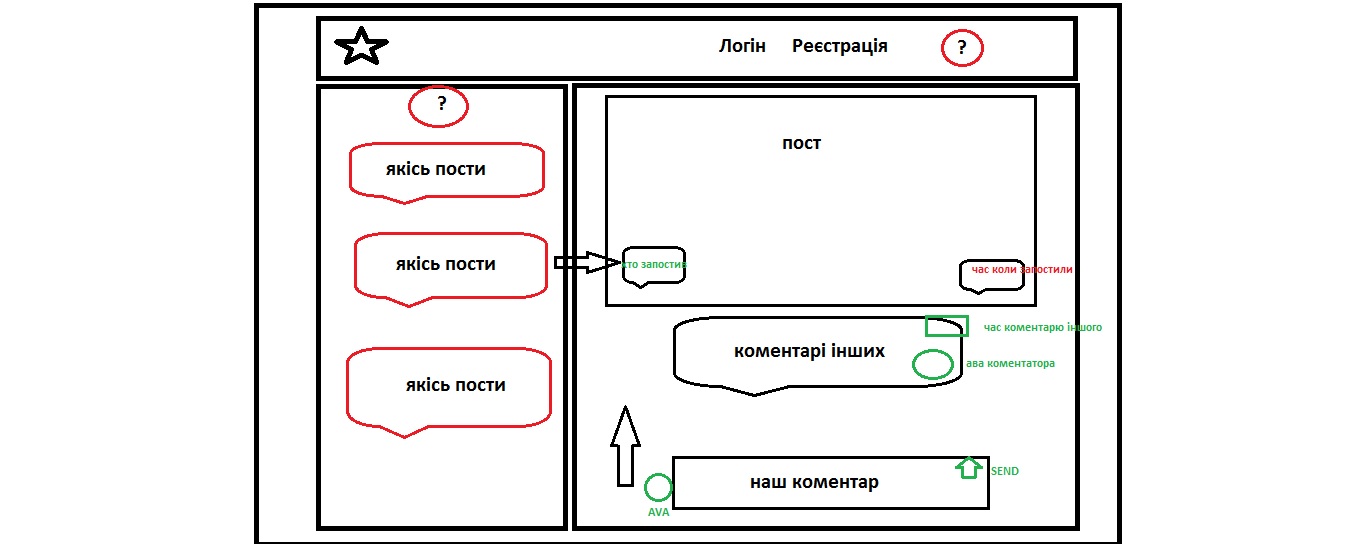 Логін Реєстрація ?
?
якісь пости
якісь пости
якісь пости
пост
хто запостив
час коли запостили
коментарі інших
час коментарю іншого
ава коментатора
наш коментар
SEND
AVA